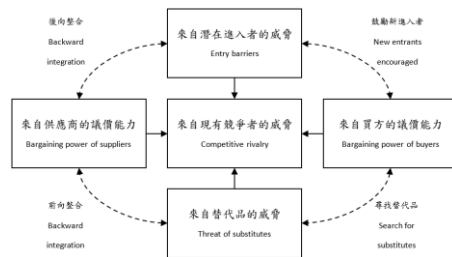 後向整合
Backward
integration
來自潛在進入者的威脅
Entry barriers
鼓勵新進入者
New entrants
encouraged
來自供應商的議價能力
Bargaining power of suppliers
來自現有競爭者的威脅
Competitive rivalry
來自買方的議價能力
Bargaining power of buyers
前向整合
Backward
integration
來自替代品的威脅
Threat of substitutes
尋找替代品
Search for
substitutes